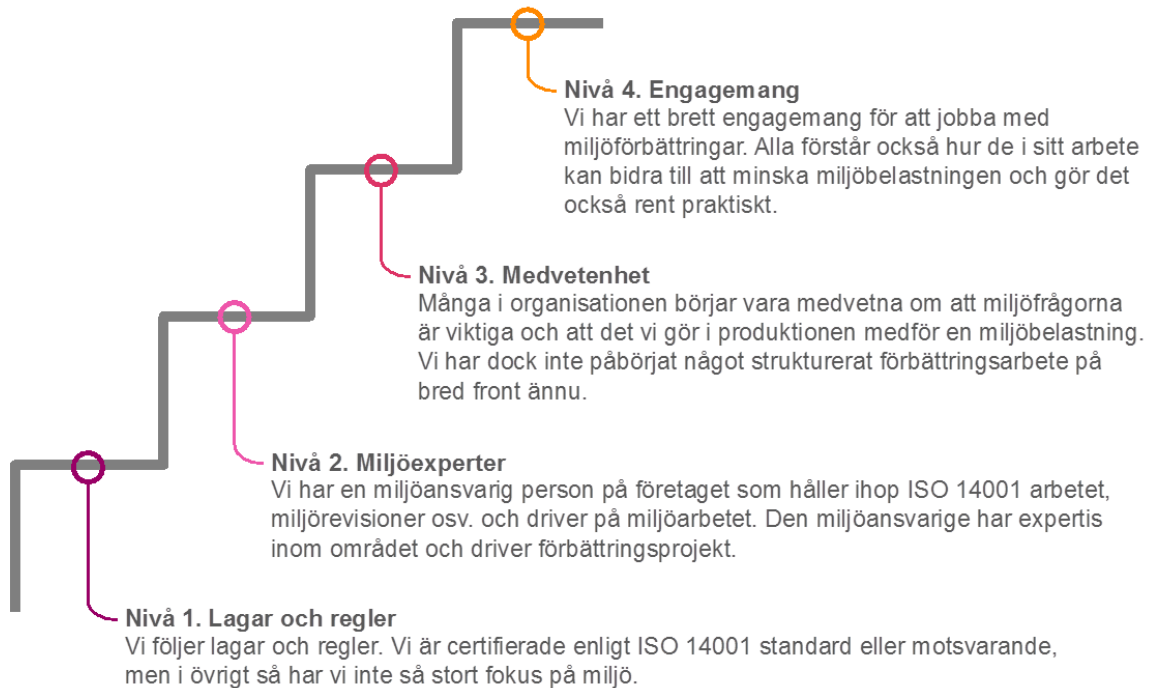 Nivå 4. Engagemang
Vi har ett brett engagemang för att jobba med
miljöförbättringar. Alla förstår också hur de i sitt arbete
kan bidra till att minska miljöbelastningen och gör det
också rent praktiskt.
Nivå 3. Medvetenhet
Många i organisationen börjar vara medvetna om att miljöfrågorna
är viktiga och att det vi gör i produktionen medför en miljöbelastning.
Vi har dock inte påbörjat något strukturerat förbättringsarbete på
bred front ännu.
Nivå 2. Miljöexperter
Vi har en miljöansvarig person på företaget som håller ihop ISO 14001 arbetet,
miljörevisioner osv. och driver på miljöarbetet. Den miljöansvarige har expertis
inom området och driver förbättringsprojekt.
Nivå 1. Lagar och regler
Vi följer lagar och regler. Vi är certifierade enligt ISO 14001 standard eller motsvarande,
men i övrigt så har vi inte så stort fokus på miljö.